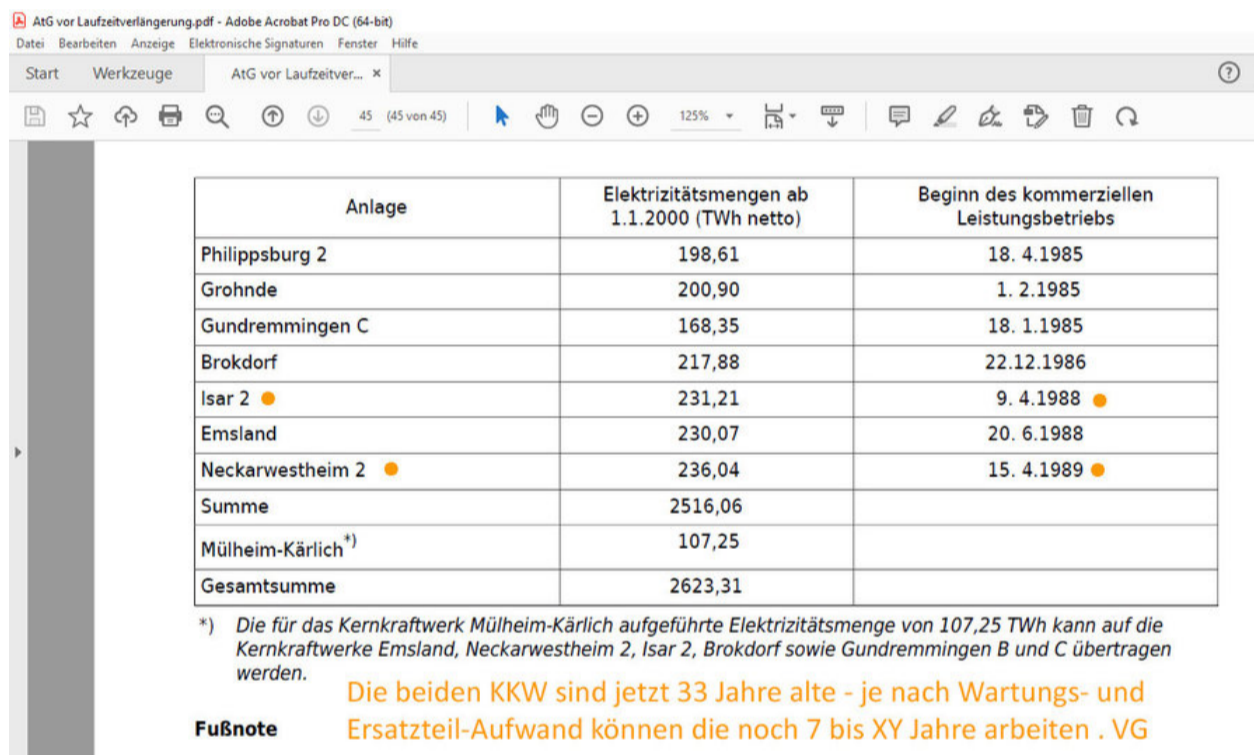 AtG vor Laufzeitverlängerung.pdf - Adobe Acrobat Pro DC (64-bit)
Datei Bearbeiten Anzeige Elektronische Signaturen Fenster Hilfe
Start Werkzeuge AtG vor Laufzeitver... ×
45 (45 von 45) 125%
Anlage Elektrizitätsmengen ab 1.1.2000 (TWh netto) Beginn des kommerziellen Leistungsbetriebs
Philippsburg 2 198,61 18. 4.1985
Grohnde 200,90 1. 2.1985
Gundremmingen C 168,35 18. 1.1985
Brokdorf 217,88 22.12.1986
Isar 2 231,21 9. 4.1988
Emsland 230,07 20. 6.1988
Neckarwestheim 2 236,04 15. 4.1989
Summe 2516,06
Mülheim-Kärlich*) 107,25
Gesamtsumme 2623,31
*) Die für das Kernkraftwerk Mülheim-Kärlich aufgeführte Elektrizitätsmenge von 107,25 TWh kann auf die
Kernkraftwerke Emsland, Neckarwestheim 2, Isar 2, Brokdorf sowie Gundremmingen B und C übertragen
werden.
Die beiden KKW sind jetzt 33 Jahre alte - je nach Wartungs- und
Ersatzteil-Aufwand können die noch 7 bis XY Jahre arbeiten . VG
Fußnote